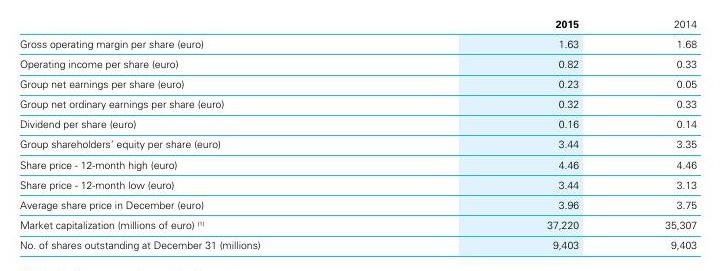 2015 2014
Gross operating margin per share (euro) 1.63 1.68
Operating income per share (euro) 0.82 0.33
Group net earnings per share (euro) 0.23 0.05
Group net ordinary earnings per share (euro) 0.32 0.33
Dividend per share (euro) 0.16 0.14
Group shareholders' equity per share (euro) 3.44 3.35
Share price - 12-month high (euro) 4.46 4.46
Share price - 12-month low (euro) 3.44 3.13
Average share price in December (euro) 3.96 3.75
Market capitalization (millions of euro) (1) 37,220 35,307
No. of shares outstanding at December 31 (millions) 9,403 9,403